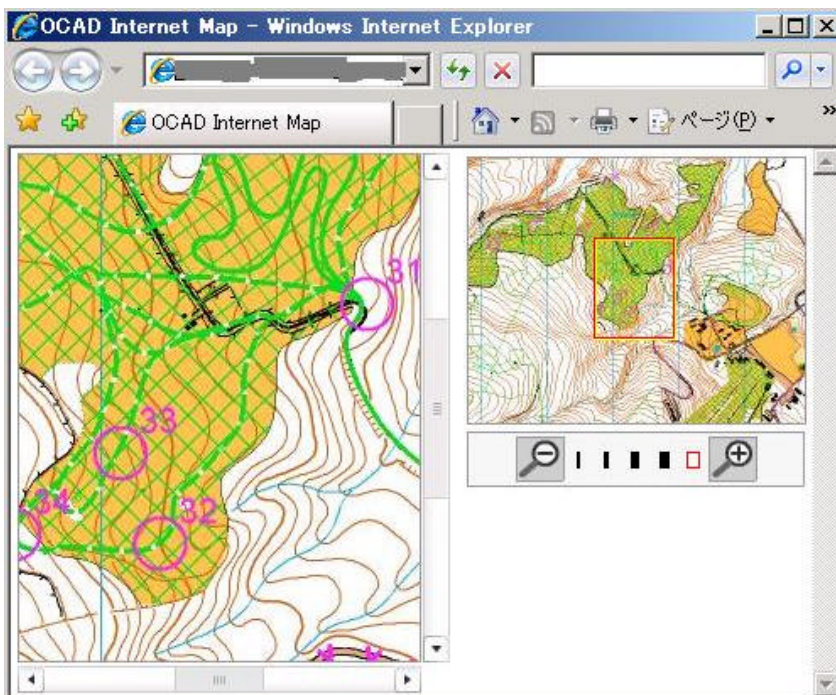 OCAD Internet Map - Windows Internet Explorer
OCAD Internet Map
ページ(P)
31
33
34
32